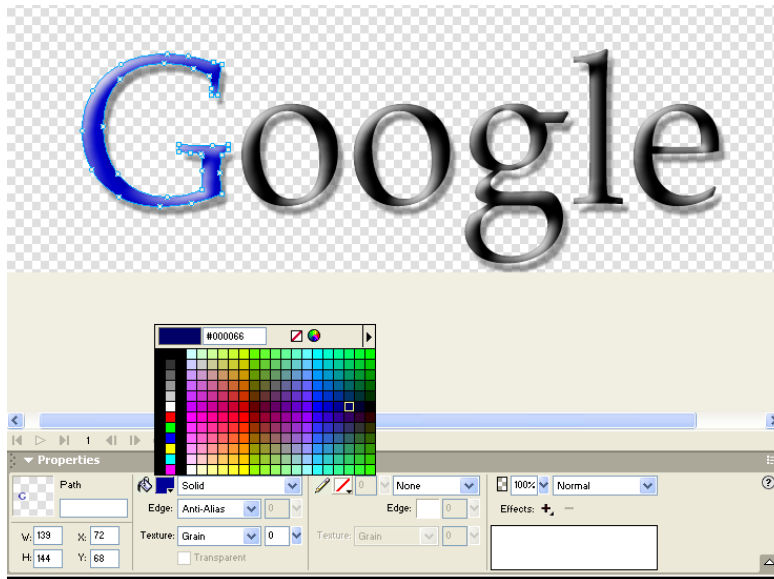 Google
#000066
1
Properties
Path
Solid
0
None
100%
Normal
Edge: Anti-Alias
0
Edge:
0
Effects:
W: 139
X: 72
Texture: Grain
0
Texture: Grain
0
H: 144
Y: 68
Transparent